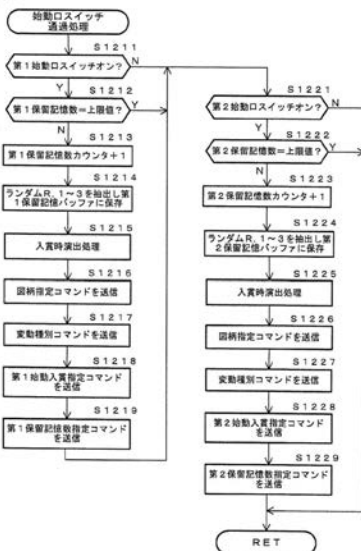 始動口スイッチ
通過処理
S1211
第1始動口スイッチオン?
N
Y
S1212
第1保留記憶数=上限値?
Y
N
S1213
第1保留記憶数カウンタ+1
S1214
ランダムR,1~3を抽出し第
1保留記憶バッファに保存
S1215
入賞時演出処理
S1216
図柄指定コマンドを送信
S1217
変動種別コマンドを送信
S1218
第1始動入賞指定コマンド
を送信
S1219
第1保留記憶数指定コマンド
を送信
S1221
第2始動口スイッチオン?
N
Y
S1222
第2保留記憶数=上限値?
Y
N
S1223
第2保留記憶数カウンタ+1
S1224
ランダムR,1~3を抽出し第
2保留記憶バッファに保存
S1225
入賞時演出処理
S1226
図柄指定コマンドを送信
S1227
変動種別コマンドを送信
S1228
第2始動入賞指定コマンド
を送信
S1229
第2保留記憶数指定コマンド
を送信
RET